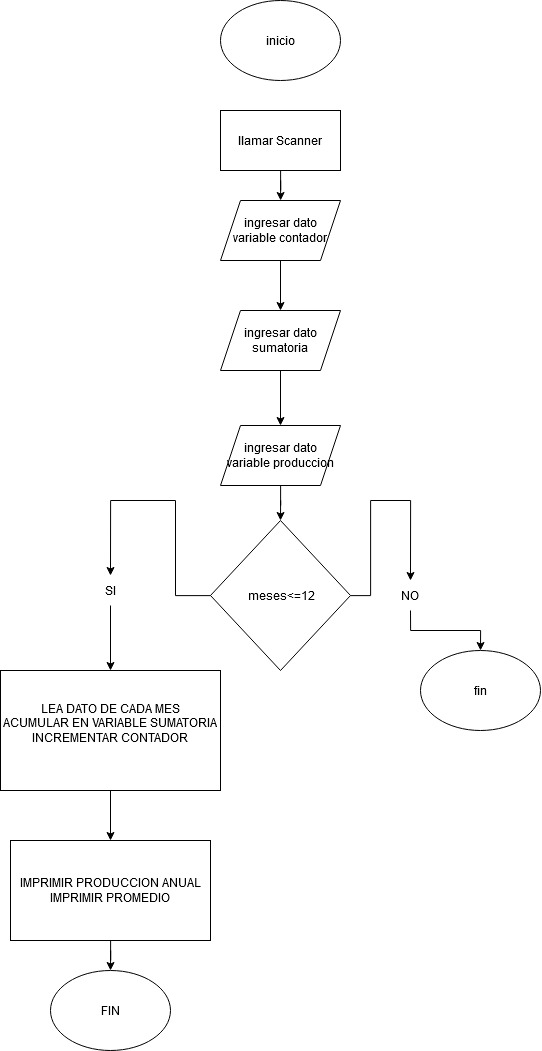 inicio
llamar Scanner
ingresar dato
variable contador
ingresar dato
sumatoria
ingresar dato
variable produccion
meses<=12
SI
NO
LEA DATO DE CADA MES
ACUMULAR EN VARIABLE SUMATORIA
INCREMENTAR CONTADOR
fin
IMPRIMIR PRODUCCION ANUAL
IMPRIMIR PROMEDIO
FIN